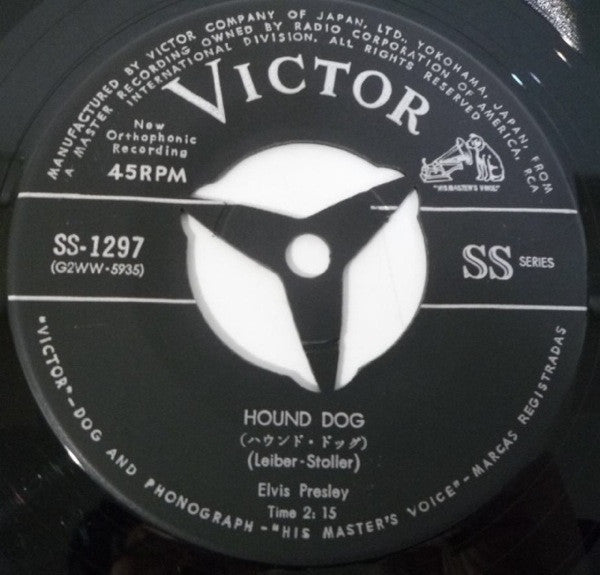 MANUFACTURED BY VICTOR COMPANY OF JAPAN, LTD., YOKOHAMA, JAPAN, FROM
A MASTER RECORDING OWNED BY RADIO CORPORATION OF AMERICA, RCA
INTERNATIONAL DIVISION. ALL RIGHTS RESERVED
VICTOR
New
Orthophonic
Recording
45RPM
"HIS MASTER'S VOICE"
SS-1297
(G2WW-5935)
SS SERIES
HOUND DOG
(ハウンド・ドッグ)
(Leiber-Stoller)
Elvis Presley
Time 2: 15
"VICTOR"-DOG AND PHONOGRAPH-"HIS MASTER'S VOICE"-MARCAS REGISTRADAS